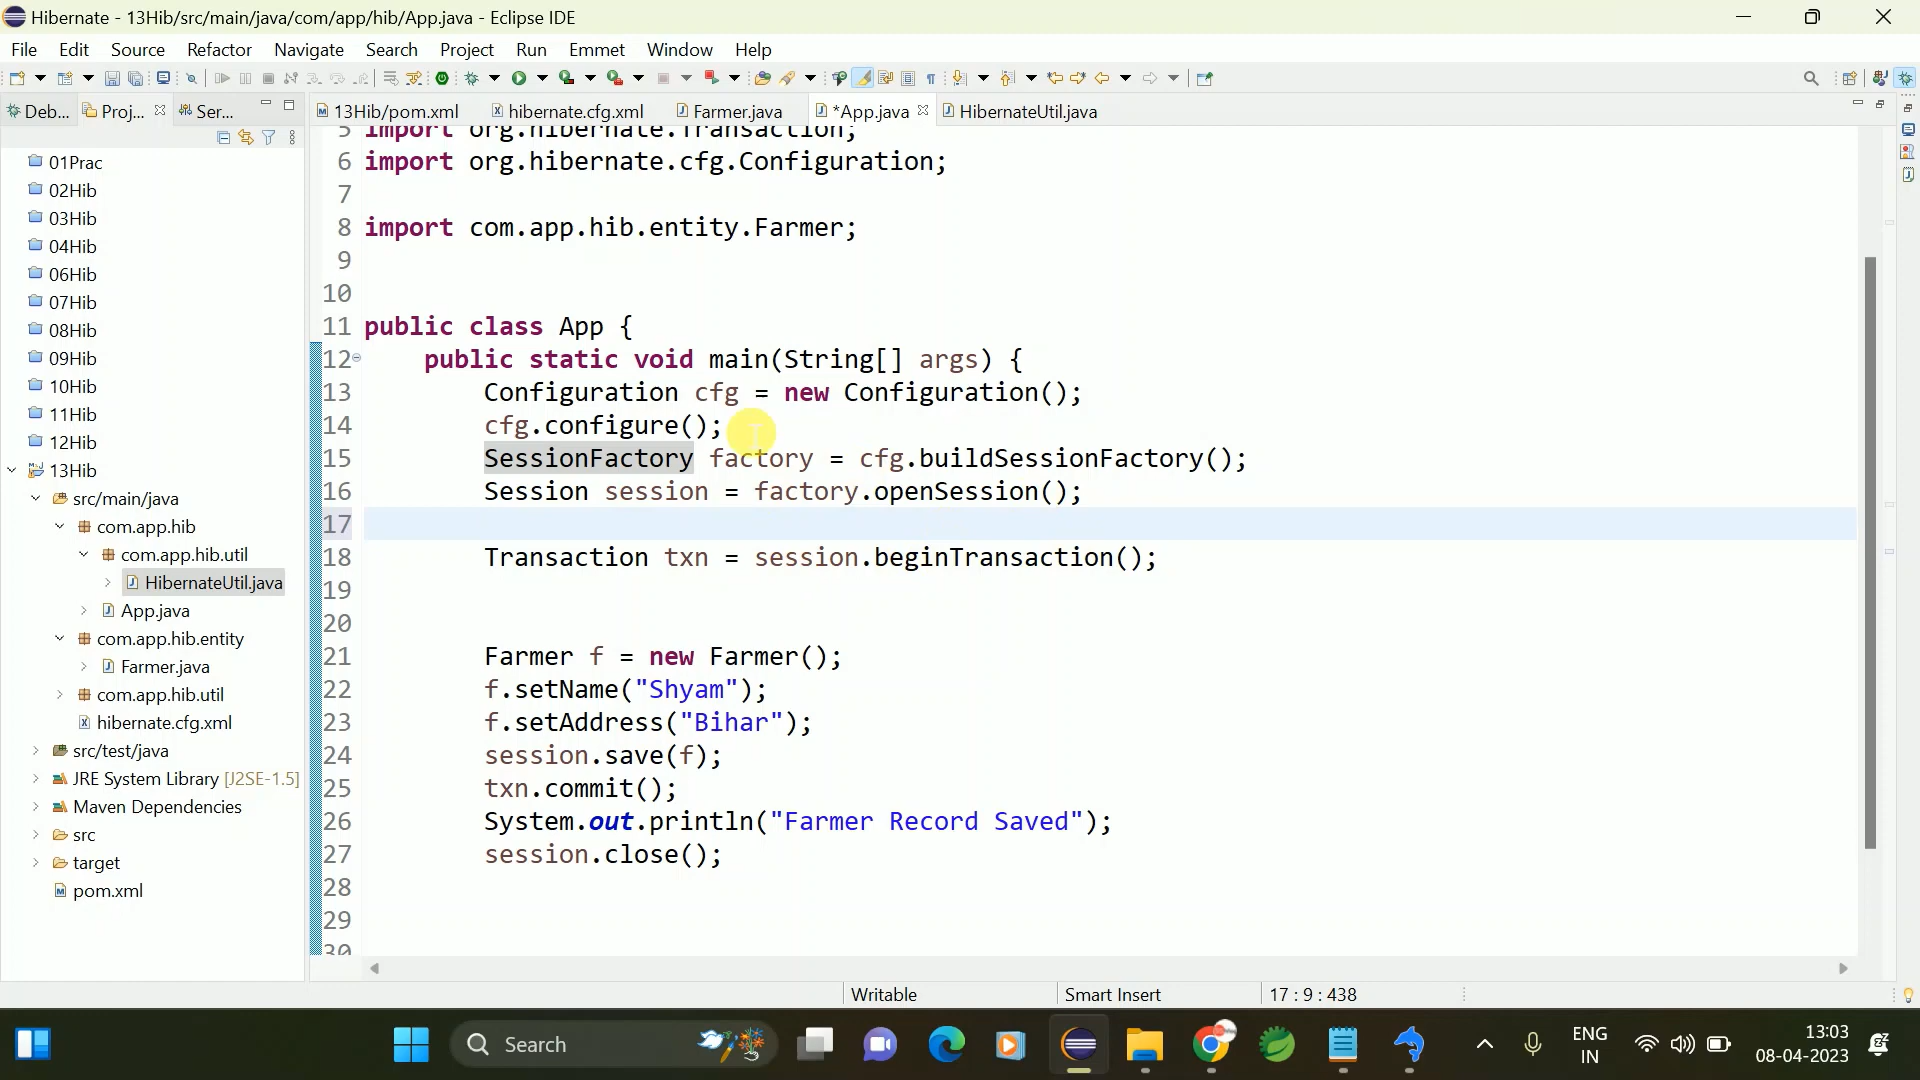 Hibernate - 13Hib/src/main/java/com/app/hib/App.java - Eclipse IDE
File Edit Source Refactor Navigate Search Project Run Emmet Window Help
Deb... Proj... Ser...
13Hib/pom.xml hibernate.cfg.xml Farmer.java *App.java HibernateUtil.java
01Prac
02Hib
03Hib
04Hib
06Hib
07Hib
08Hib
09Hib
10Hib
11Hib
12Hib
13Hib
src/main/java
com.app.hib
com.app.hib.util
HibernateUtil.java
App.java
com.app.hib.entity
Farmer.java
com.app.hib.util
hibernate.cfg.xml
src/test/java
JRE System Library [J2SE-1.5]
Maven Dependencies
src
target
pom.xml
5 import org.hibernate.Transaction;
6 import org.hibernate.cfg.Configuration;
7
8 import com.app.hib.entity.Farmer;
9
10
11 public class App {
12 public static void main(String[] args) {
13 Configuration cfg = new Configuration();
14 cfg.configure();
15 SessionFactory factory = cfg.buildSessionFactory();
16 Session session = factory.openSession();
17
18 Transaction txn = session.beginTransaction();
19
20
21 Farmer f = new Farmer();
22 f.setName("Shyam");
23 f.setAddress("Bihar");
24 session.save(f);
25 txn.commit();
26 System.out.println("Farmer Record Saved");
27 session.close();
28
29
30
Writable Smart Insert 17 : 9 : 438
Search
ENG
IN
13:03
08-04-2023